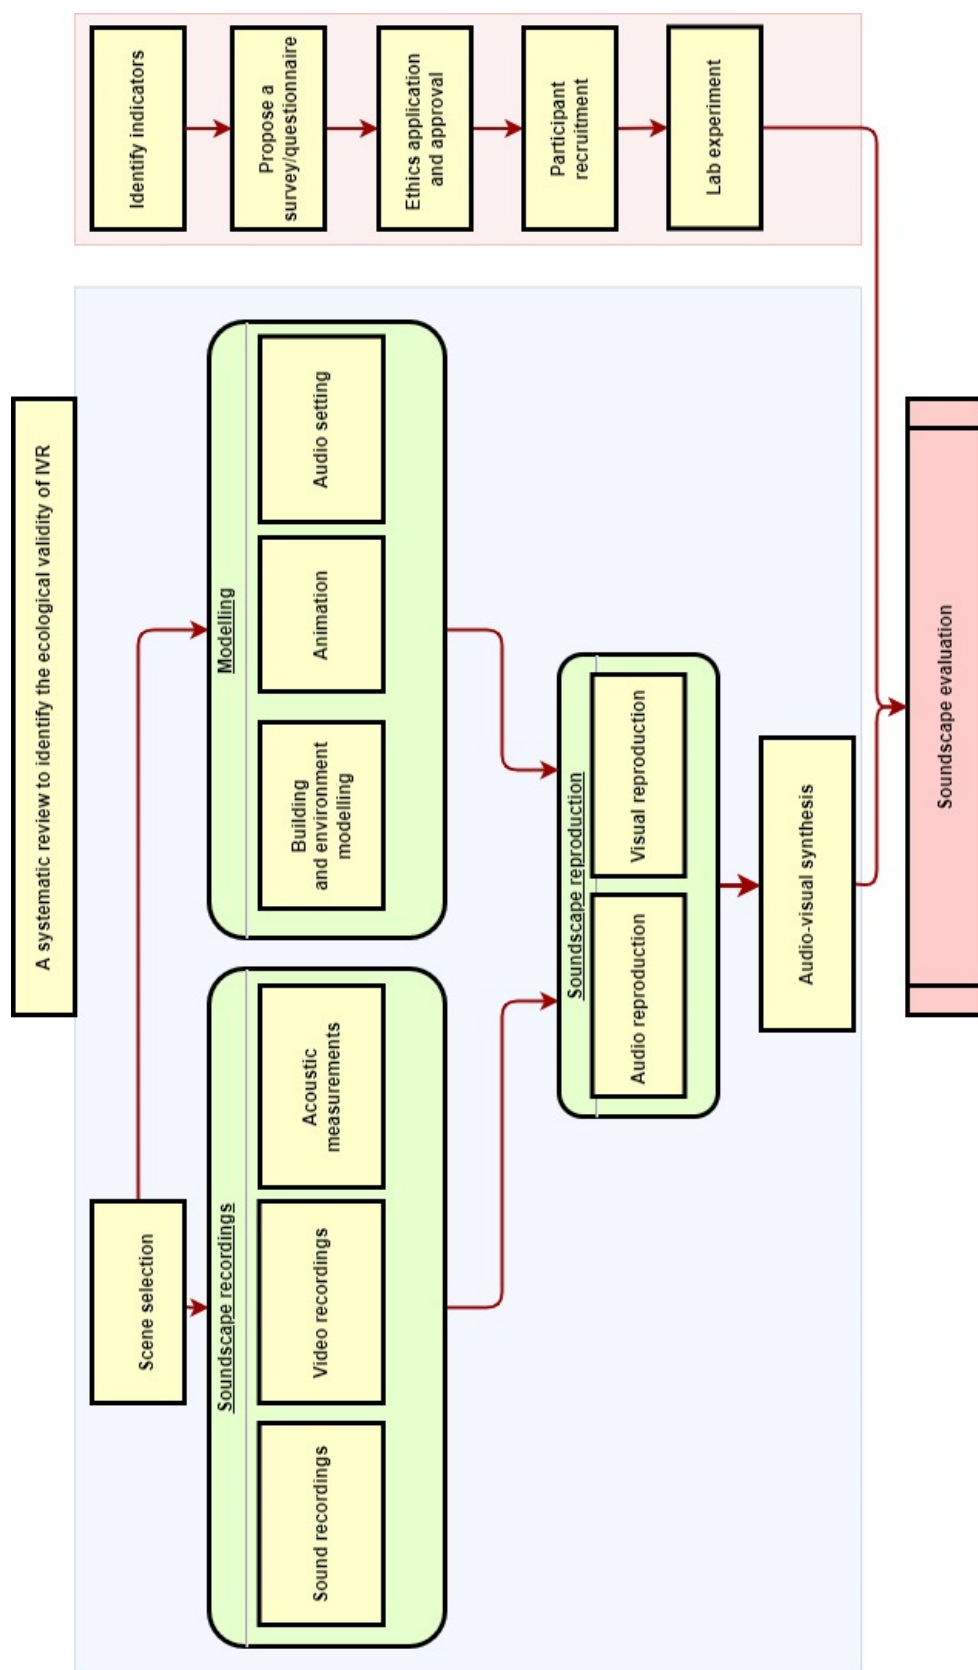 A systematic review to identify the ecological validity of IVR
Scene selection
Soundscape recordings
Sound recordings
Video recordings
Acoustic
measurements
Modelling
Building
and environment
modelling
Animation
Audio setting
Soundscape reproduction
Audio reproduction
Visual reproduction
Audio-visual synthesis
Identify indicators
Propose a
survey/questionnaire
Ethics application
and approval
Participant
recruitment
Lab experiment
Soundscape evaluation